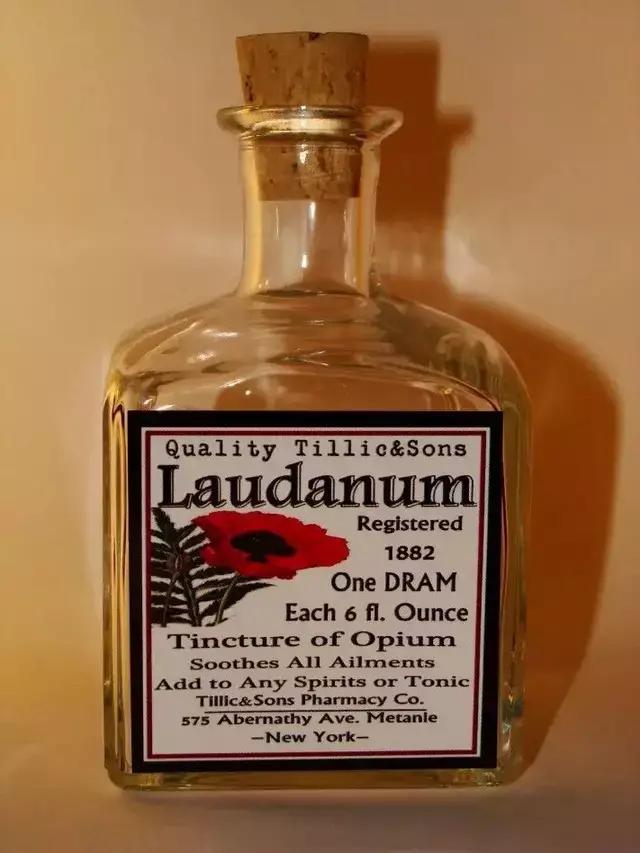 Quality Tillic&Sons
Laudanum
Registered
1882
One DRAM
Each 6 fl. Ounce
Tincture of Opium
Soothes All Ailments
Add to Any Spirits or Tonic
Tillic&Sons Pharmacy Co.
575 Abernathy Ave. Metanie
—New York—